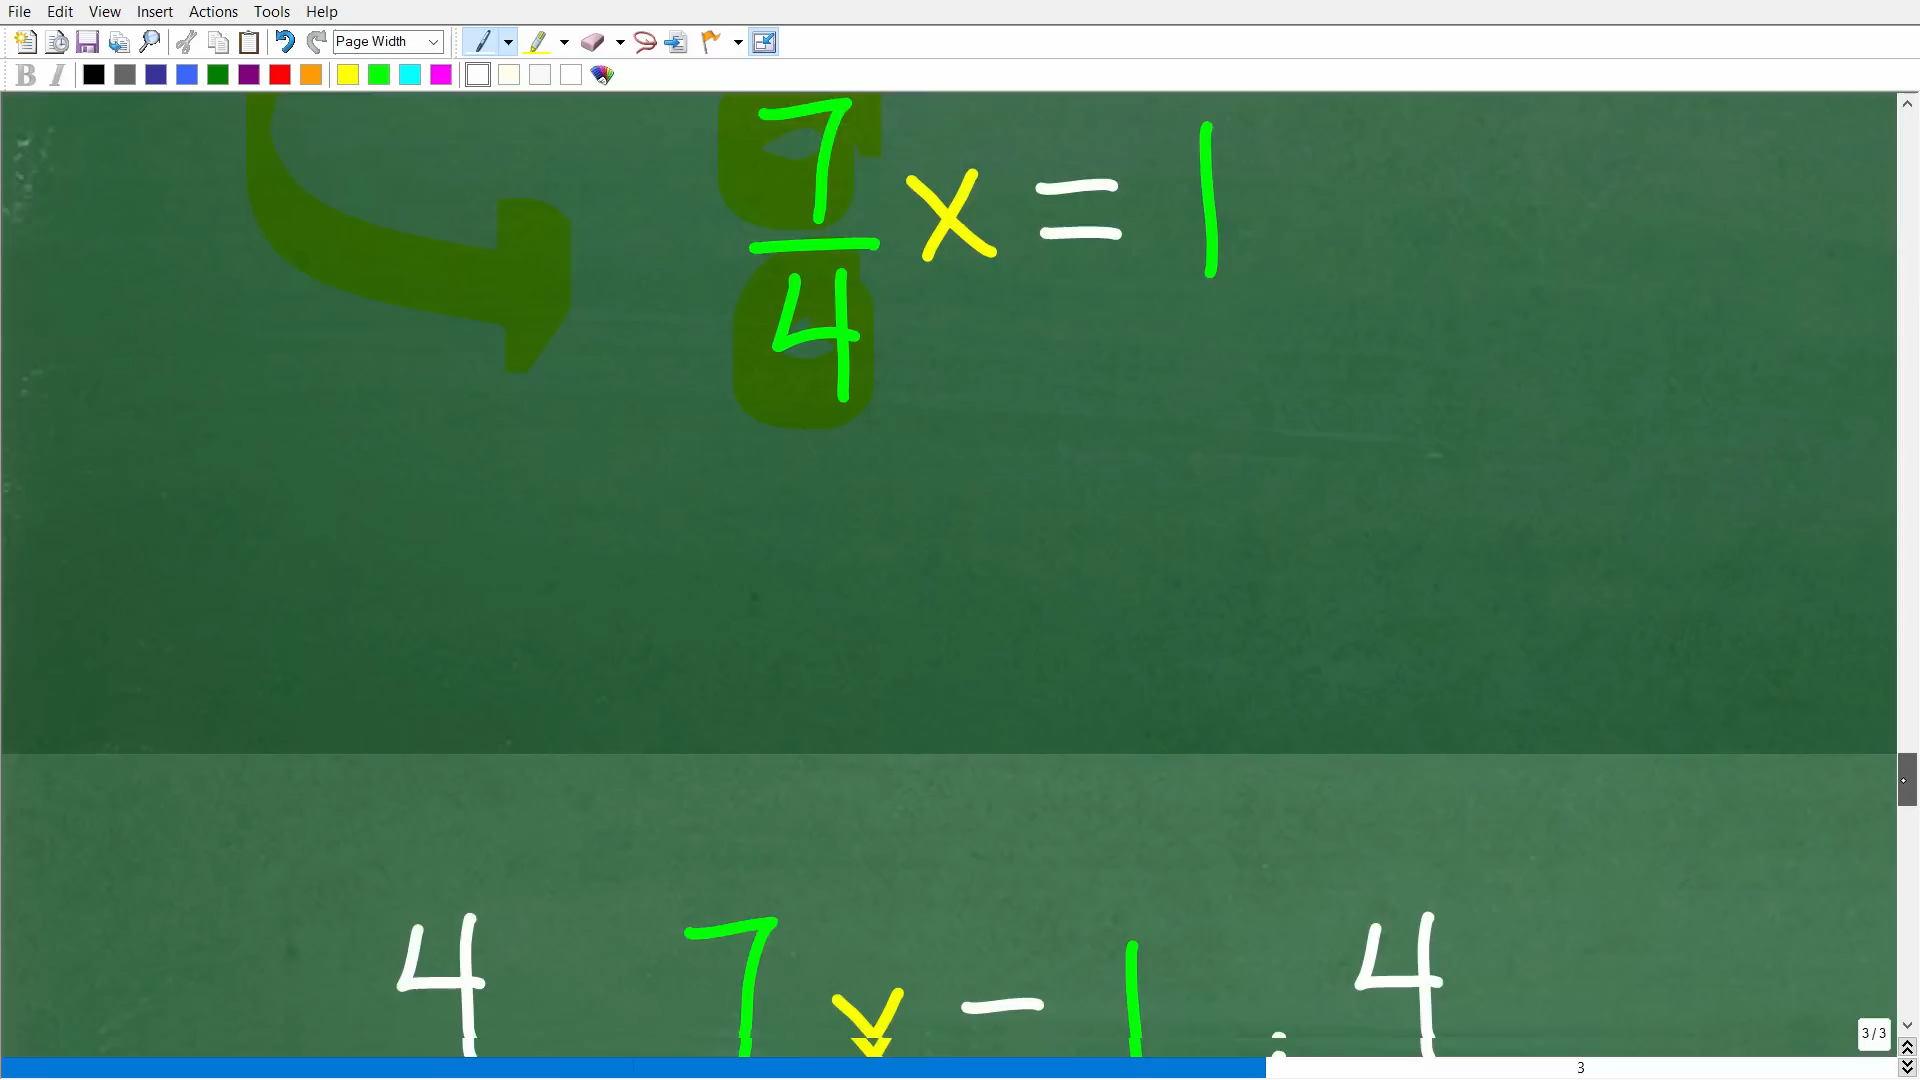 File Edit View Insert Actions Tools Help
Page Width
B I
7/4 x = 1
4 7 x - 1 · 4
3 / 3
3